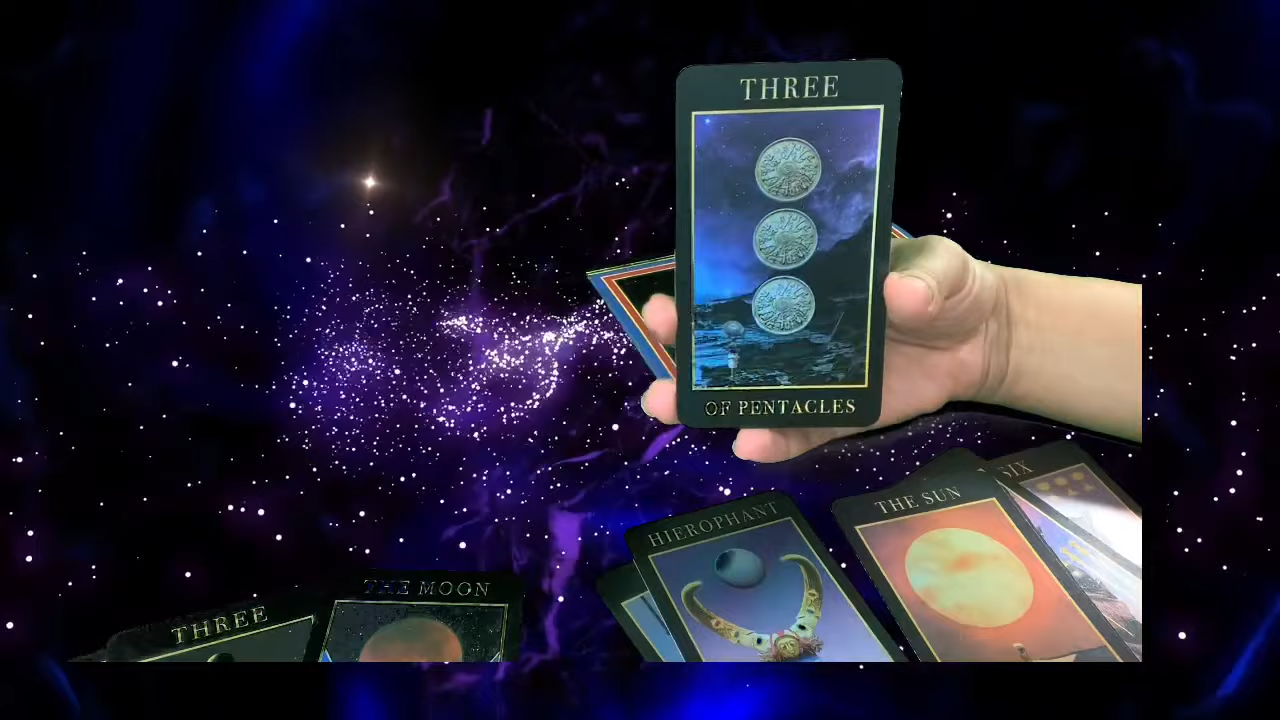 THREE
OF PENTACLES
HIEROPHANT
THE SUN
SIX
THE MOON
THREE